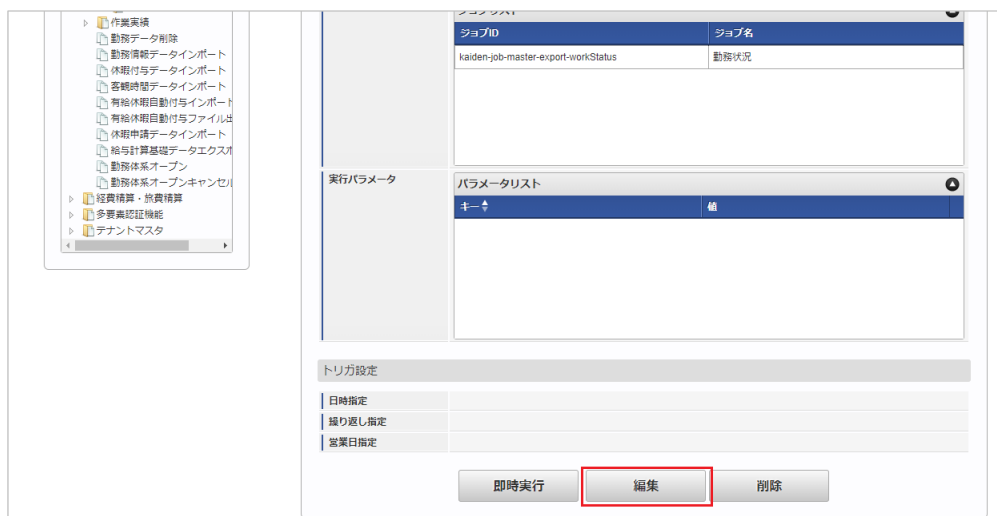 作業実績
勤務データ削除
勤務情報データインポート
休暇付与データインポート
客観時間データインポート
有給休暇自動付与インポート
有給休暇自動付与ファイル出
休暇申請データインポート
給与計算基礎データエクスポ
勤務体系オープン
勤務体系オープンキャンセル
経費精算・旅費精算
多要素認証機能
テナントマスタ
ジョブリスト
ジョブID ジョブ名
kaiden-job-master-export-workStatus 勤務状況
実行パラメータ
パラメータリスト
キー 値
トリガ設定
日時指定
繰り返し指定
営業日指定
即時実行 編集 削除